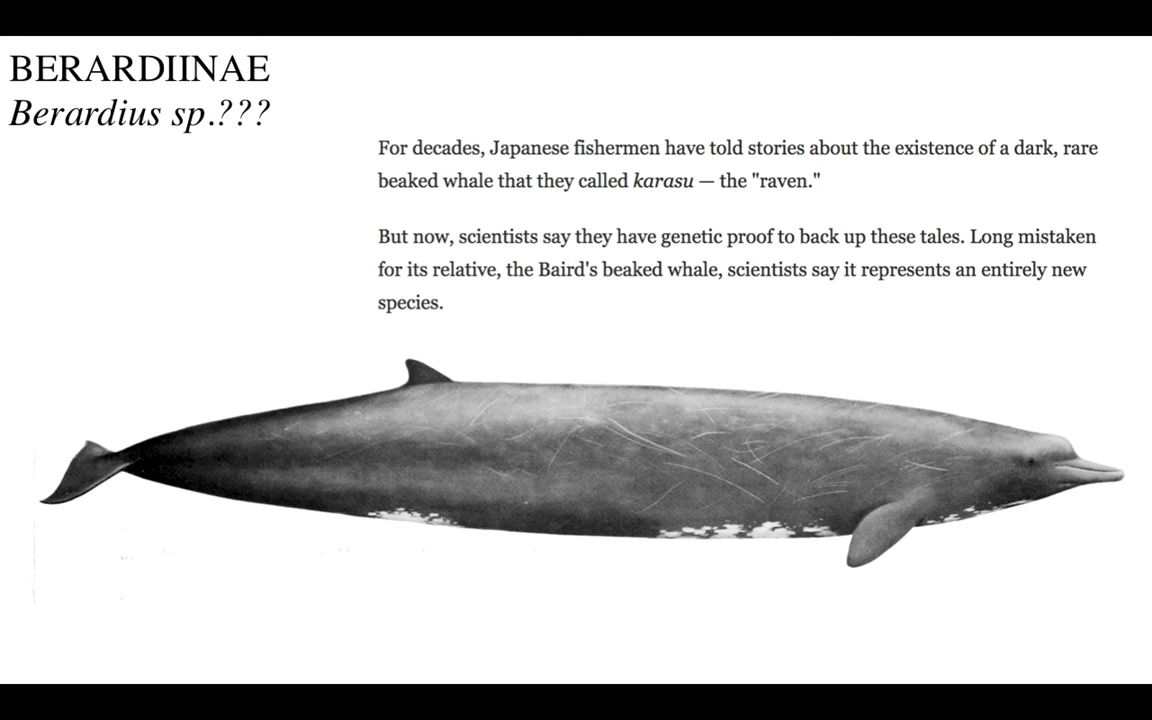 BERARDIINAE
Berardius sp.???
For decades, Japanese fishermen have told stories about the existence of a dark, rare
beaked whale that they called karasu — the "raven."
But now, scientists say they have genetic proof to back up these tales. Long mistaken
for its relative, the Baird's beaked whale, scientists say it represents an entirely new
species.